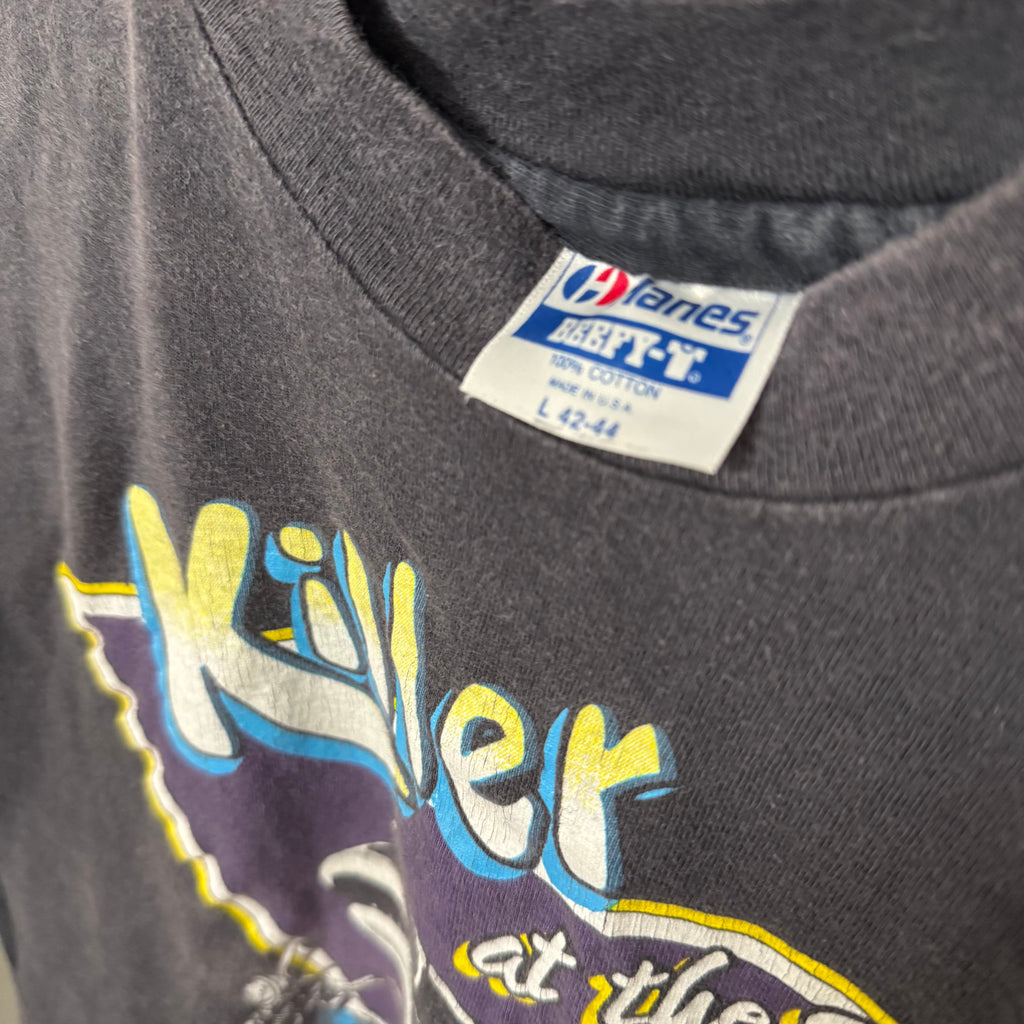 Hanes®
BEEFY-T®
100% COTTON
MADE IN U.S.A.
L 42-44
Killer
at the